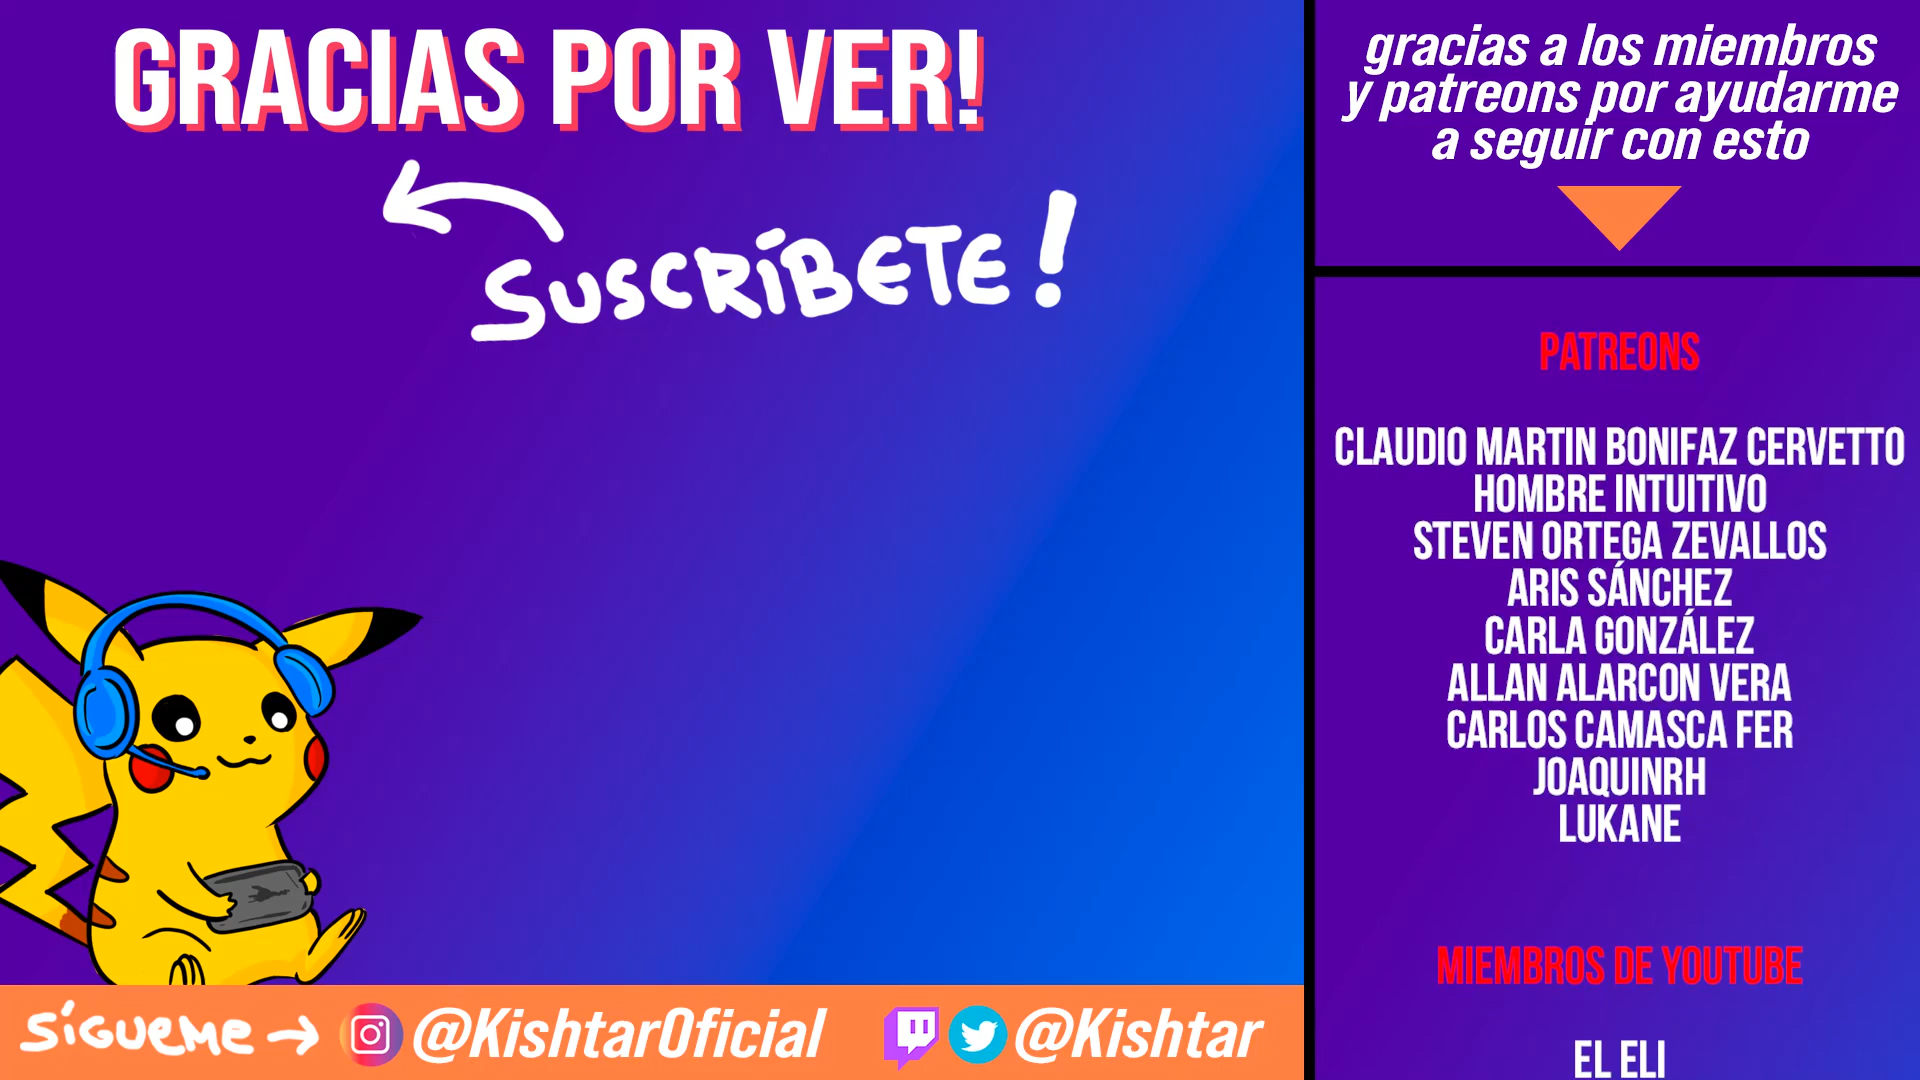 GRACIAS POR VER!
SUSCRÍBETE!
SÍGUEME
@KishtarOficial
@Kishtar
gracias a los miembros
y patreons por ayudarme
a seguir con esto
PATREONS
CLAUDIO MARTIN BONIFAZ CERVETTO
HOMBRE INTUITIVO
STEVEN ORTEGA ZEVALLOS
ARIS SÁNCHEZ
CARLA GONZÁLEZ
ALLAN ALARCON VERA
CARLOS CAMASCA FER
JOAQUINRH
LUKANE
MIEMBROS DE YOUTUBE
EL ELI